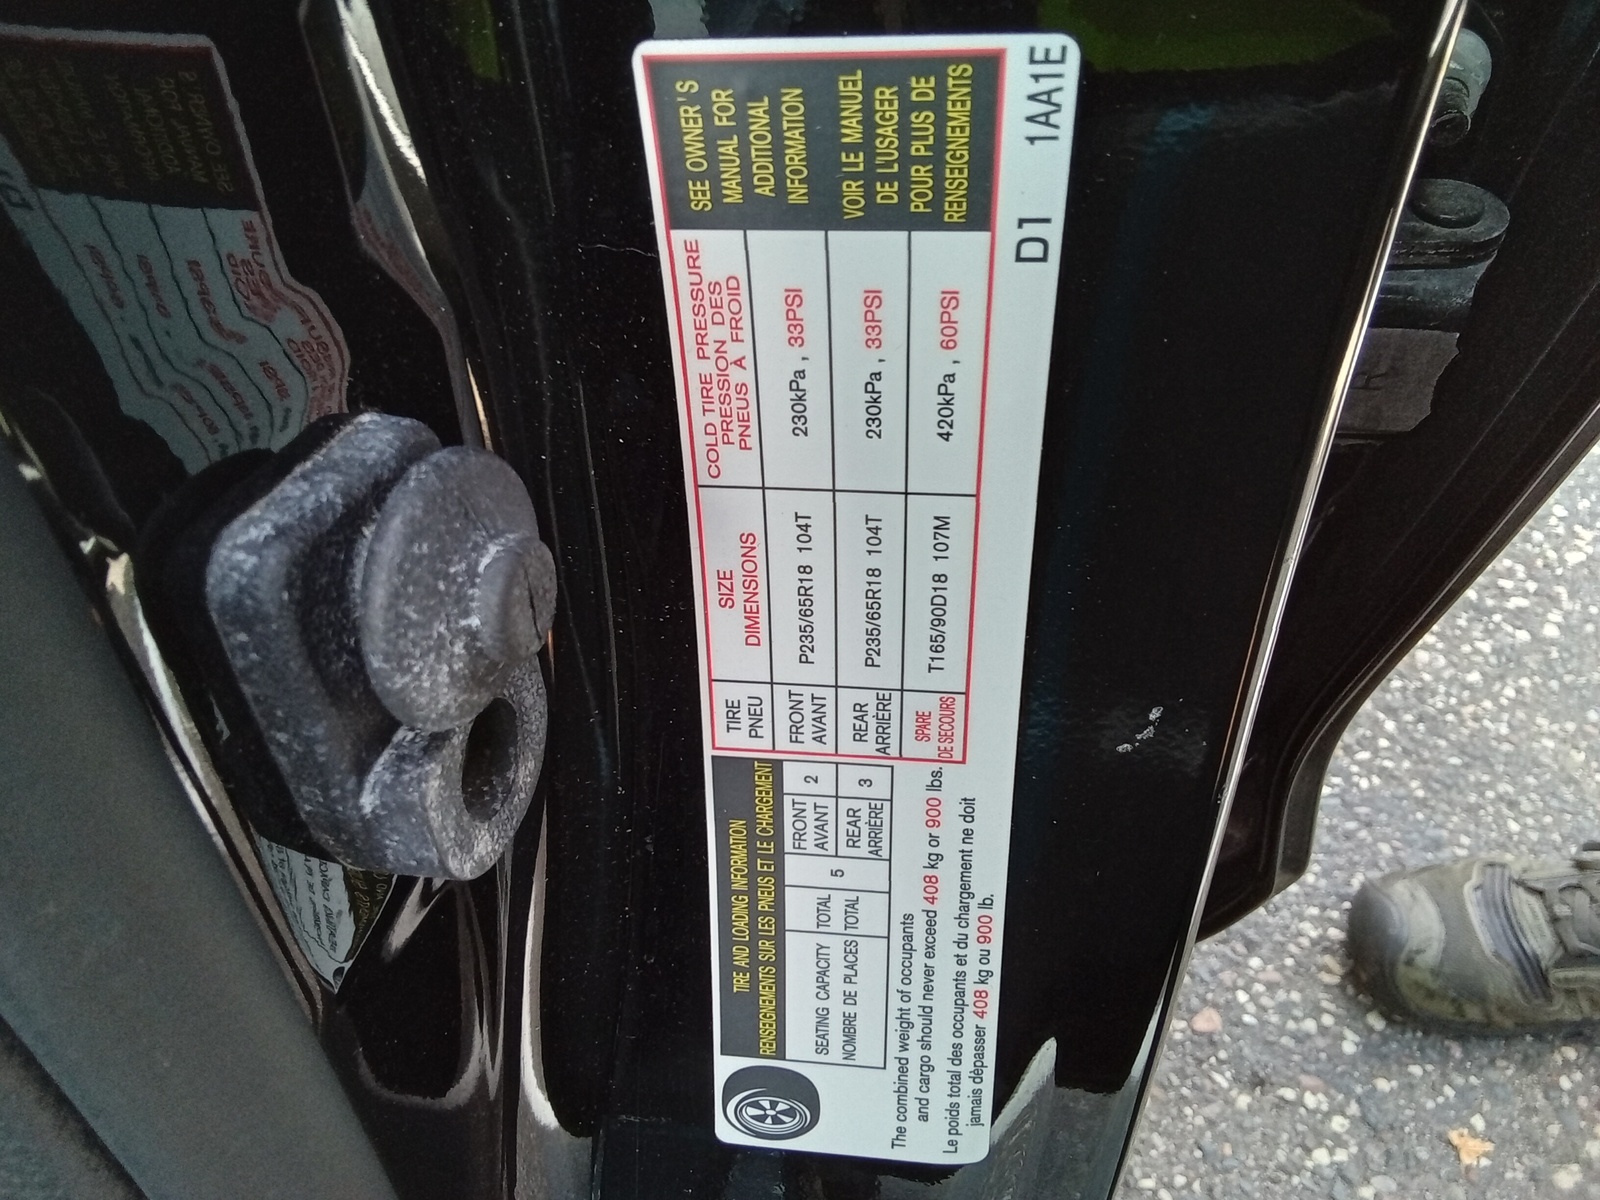 TIRE AND LOADING INFORMATION
RENSEIGNEMENTS SUR LES PNEUS ET LE CHARGEMENT
SEATING CAPACITY TOTAL 5 FRONT 2
NOMBRE DE PLACES TOTAL AVANT
REAR 3
ARRIÈRE
The combined weight of occupants
and cargo should never exceed 408 kg or 900 lbs.
Le poids total des occupants et du chargement ne doit
jamais dèpasser 408 kg ou 900 lb.
TIRE SIZE COLD TIRE PRESSURE
PNEU DIMENSIONS PRESSION DES
PNEUS À FROID
FRONT P235/65R18 104T 230kPa , 33PSI
AVANT
REAR P235/65R18 104T 230kPa , 33PSI
ARRIÈRE
SPARE T165/90D18 107M 420kPa , 60PSI
DE SECOURS
SEE OWNER'S
MANUAL FOR
ADDITIONAL
INFORMATION
VOIR LE MANUEL
DE L'USAGER
POUR PLUS DE
RENSEIGNEMENTS
D1 1AA1E